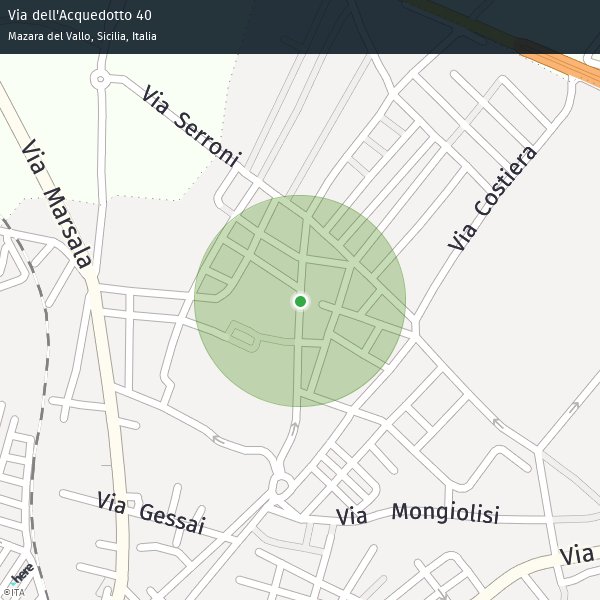 Via dell'Acquedotto 40
Mazara del Vallo, Sicilia, Italia
Via Serroni
Via Marsala
Via Costiera
Via Gessai
Via Mongiolisi
Via
here
©ITA